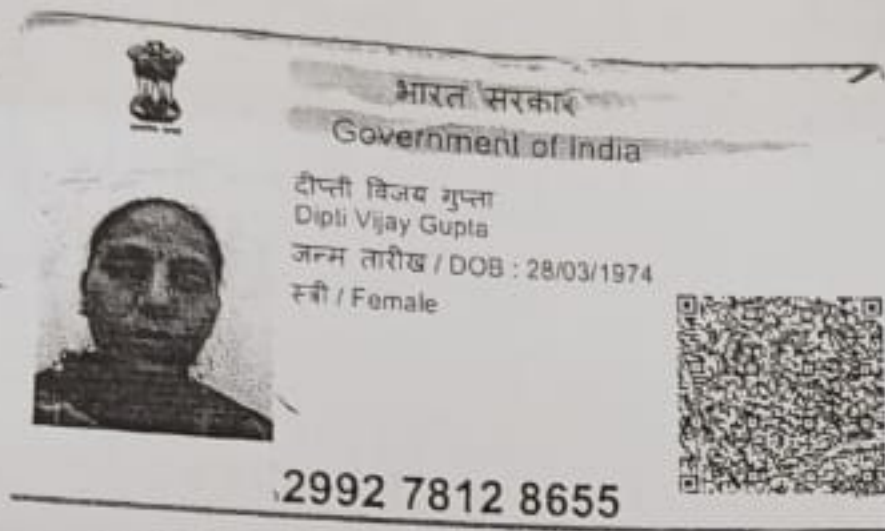 भारत सरकार
Government of India
दीप्ती विजय गुप्ता
Dipti Vijay Gupta
जन्म तारीख / DOB : 28/03/1974
स्त्री / Female
2992 7812 8655